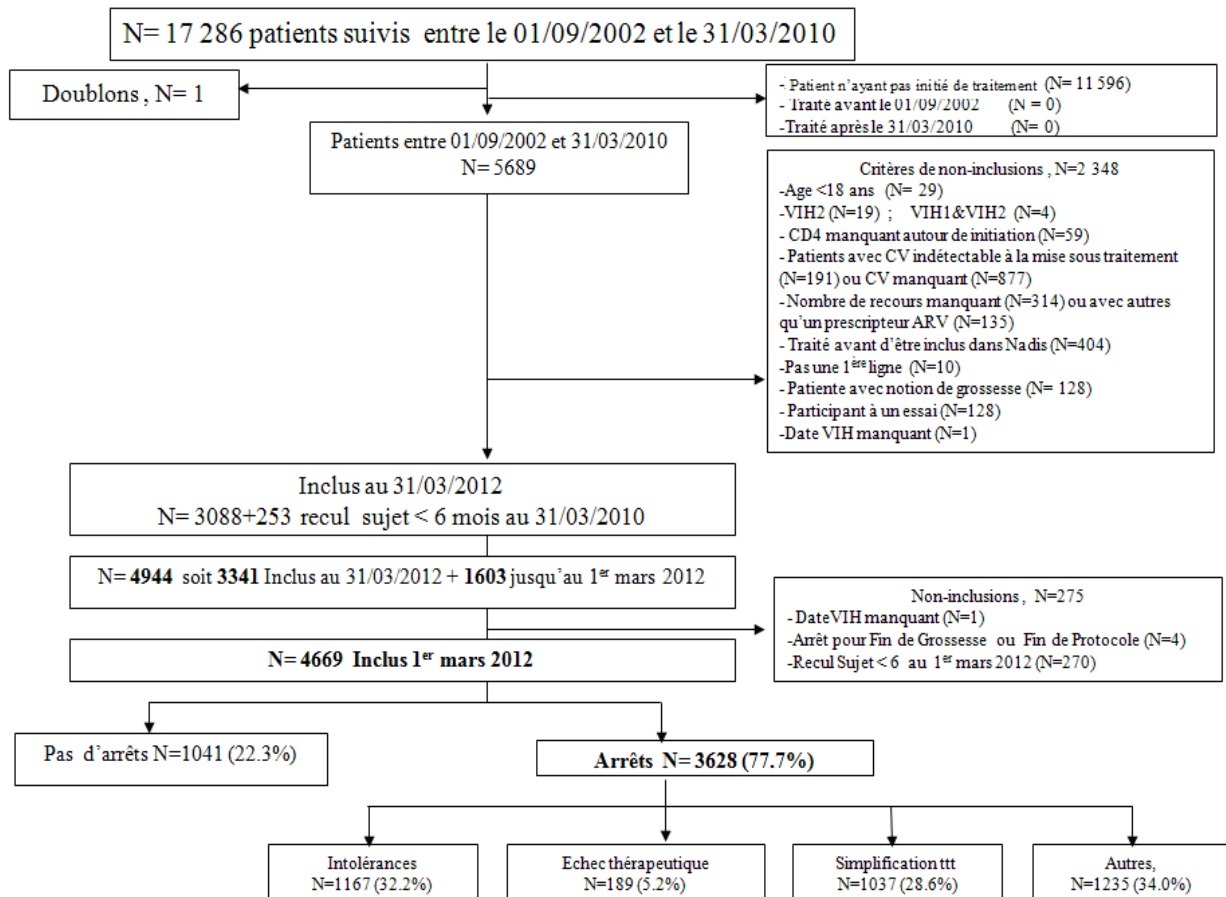 N= 17 286 patients suivis entre le 01/09/2002 et le 31/03/2010
Doublons , N= 1
- Patient n'ayant pas initié de traitement (N= 11 596)
- Traité avant le 01/09/2002 (N = 0)
-Traité après le 31/03/2010 (N= 0)
Patients entre 01/09/2002 et 31/03/2010
N= 5689
Critères de non-inclusions , N=2 348
-Age <18 ans (N= 29)
-VIH2 (N=19) ; VIH1&VIH2 (N=4)
- CD4 manquant autour de initiation (N=59)
- Patients avec CV indétectable à la mise sous traitement
(N=191) ou CV manquant (N=877)
- Nombre de recours manquant (N=314) ou avec autres
qu'un prescripteur ARV (N=135)
- Traité avant d'être inclus dans Nadis (N=404)
-Pas une 1ère ligne (N=10)
- Patiente avec notion de grossesse (N= 128)
- Participant à un essai (N=128)
- Date VIH manquant (N=1)
Inclus au 31/03/2012
N= 3088+253 recul sujet < 6 mois au 31/03/2010
N= 4944 soit 3341 Inclus au 31/03/2012 + 1603 jusqu'au 1er mars 2012
Non-inclusions , N=275
- Date VIH manquant (N=1)
- Arrêt pour Fin de Grossesse ou Fin de Protocole (N=4)
- Recul Sujet < 6 au 1er mars 2012 (N=270)
N= 4669 Inclus 1er mars 2012
Pas d'arrêts N=1041 (22.3%)
Arrêts N= 3628 (77.7%)
Intolérances
N=1167 (32.2%)
Echec thérapeutique
N=189 (5.2%)
Simplification ttt
N=1037 (28.6%)
Autres,
N=1235 (34.0%)